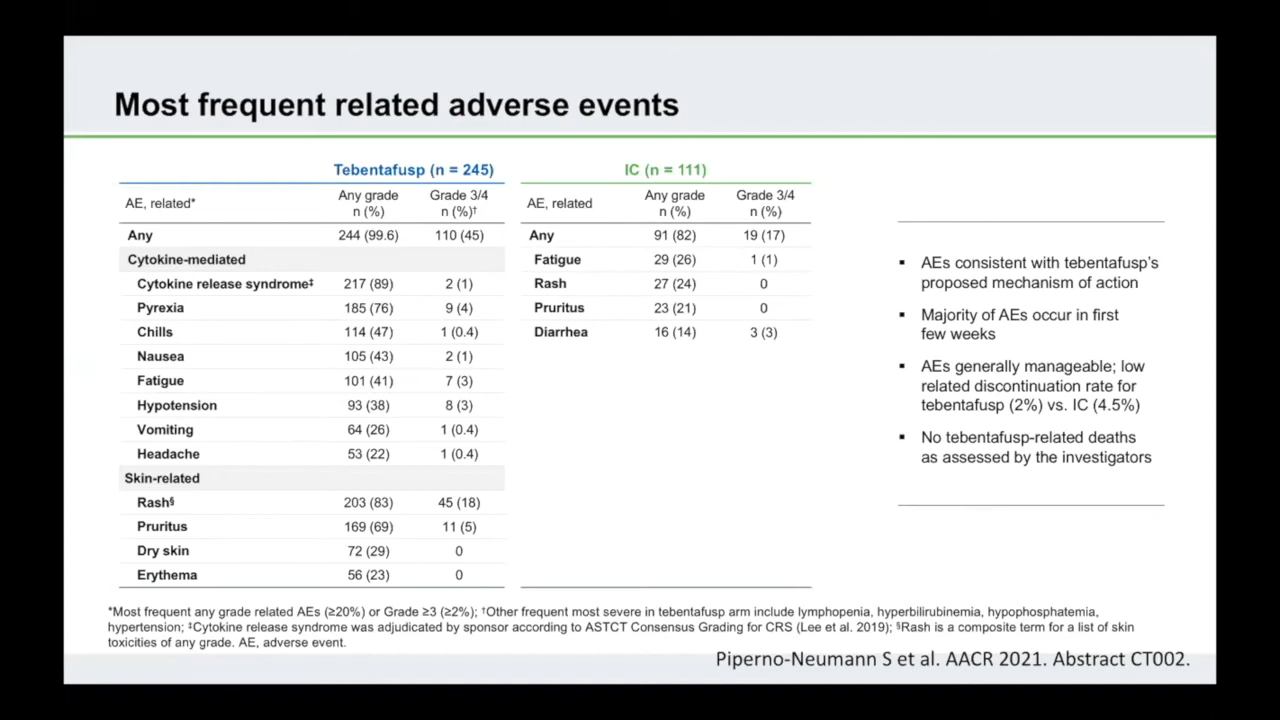 Most frequent related adverse events
Tebentafusp (n = 245)
AE, related* Any grade n (%) Grade 3/4 n (%)†
Any 244 (99.6) 110 (45)
Cytokine-mediated
Cytokine release syndrome‡ 217 (89) 2 (1)
Pyrexia 185 (76) 9 (4)
Chills 114 (47) 1 (0.4)
Nausea 105 (43) 2 (1)
Fatigue 101 (41) 7 (3)
Hypotension 93 (38) 8 (3)
Vomiting 64 (26) 1 (0.4)
Headache 53 (22) 1 (0.4)
Skin-related
Rash§ 203 (83) 45 (18)
Pruritus 169 (69) 11 (5)
Dry skin 72 (29) 0
Erythema 56 (23) 0
IC (n = 111)
AE, related Any grade n (%) Grade 3/4 n (%)
Any 91 (82) 19 (17)
Fatigue 29 (26) 1 (1)
Rash 27 (24) 0
Pruritus 23 (21) 0
Diarrhea 16 (14) 3 (3)
▪ AEs consistent with tebentafusp’s
proposed mechanism of action
▪ Majority of AEs occur in first
few weeks
▪ AEs generally manageable; low
related discontinuation rate for
tebentafusp (2%) vs. IC (4.5%)
▪ No tebentafusp-related deaths
as assessed by the investigators
*Most frequent any grade related AEs (≥20%) or Grade ≥3 (≥2%); †Other frequent most severe in tebentafusp arm include lymphopenia, hyperbilirubinemia, hypophosphatemia,
hypertension; ‡Cytokine release syndrome was adjudicated by sponsor according to ASTCT Consensus Grading for CRS (Lee et al. 2019); §Rash is a composite term for a list of skin
toxicities of any grade. AE, adverse event.
Piperno-Neumann S et al. AACR 2021. Abstract CT002.